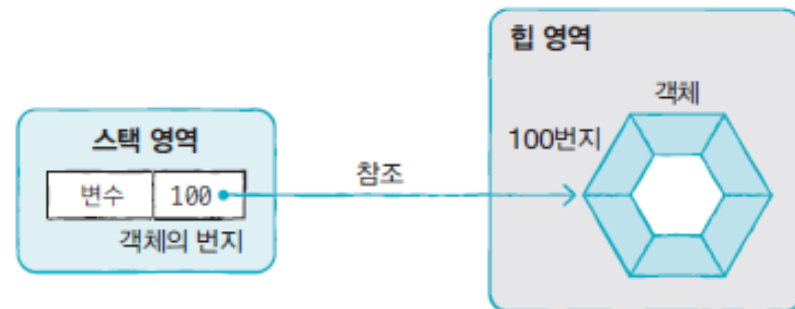 힙 영역
객체
스택 영역
100번지
변수 100
참조
객체의 번지